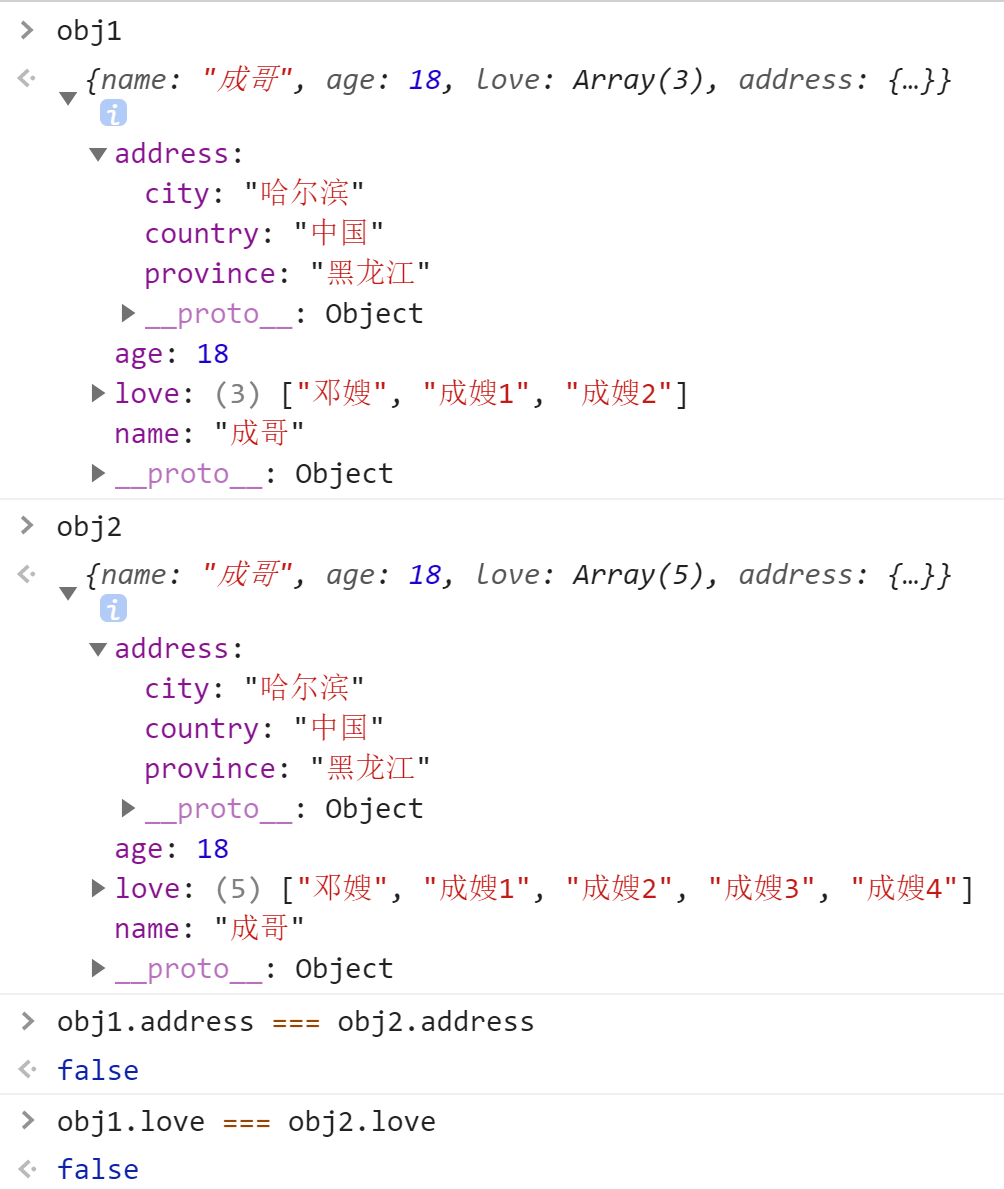 obj1
{name: "成哥", age: 18, love: Array(3), address: {…}}
i
address:
city: "哈尔滨"
country: "中国"
province: "黑龙江"
__proto__: Object
age: 18
love: (3) ["邓嫂", "成嫂1", "成嫂2"]
name: "成哥"
__proto__: Object
obj2
{name: "成哥", age: 18, love: Array(5), address: {…}}
i
address:
city: "哈尔滨"
country: "中国"
province: "黑龙江"
__proto__: Object
age: 18
love: (5) ["邓嫂", "成嫂1", "成嫂2", "成嫂3", "成嫂4"]
name: "成哥"
__proto__: Object
obj1.address === obj2.address
false
obj1.love === obj2.love
false